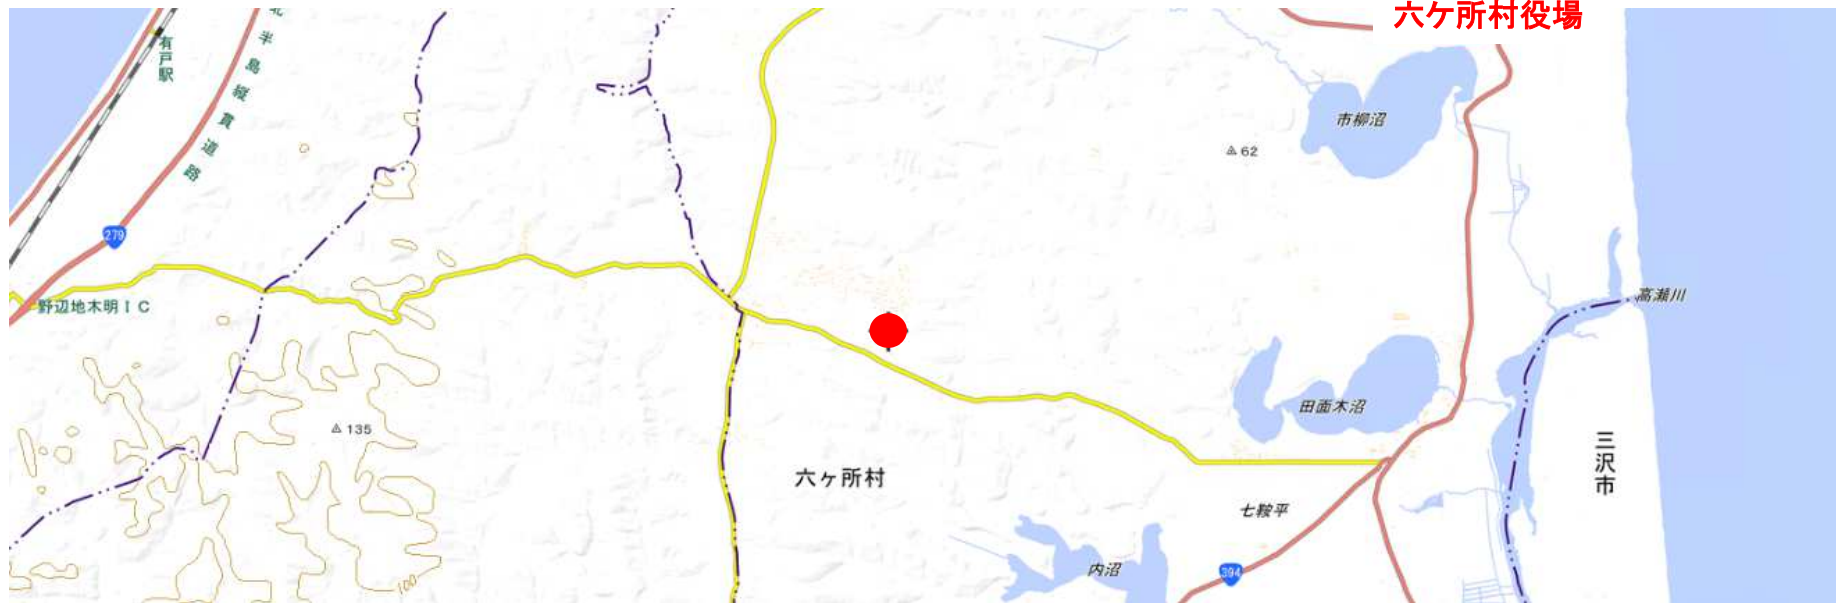 六ケ所村役場
北
半島縦貫道路
有戸駅
市柳沼
62
279
野辺地木明IC
高瀬川
135
田面木沼
三沢市
六ヶ所村
七鞍平
内沼
394
100